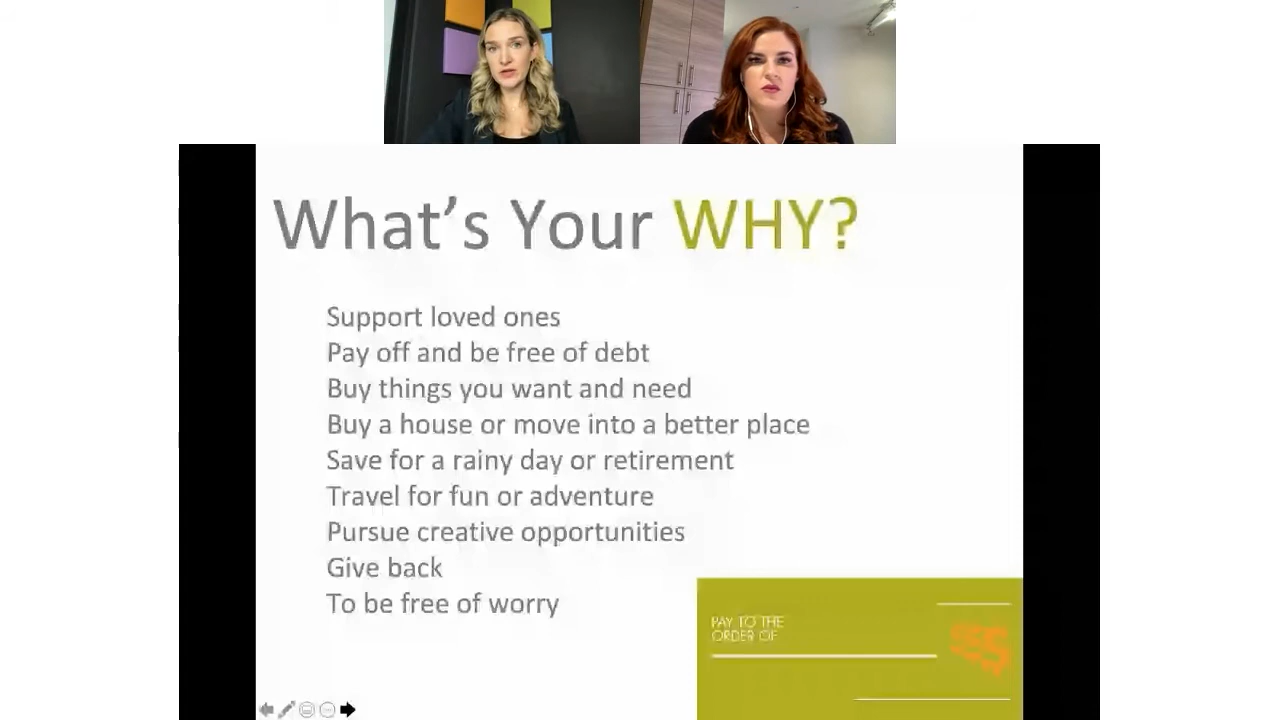 What's Your WHY?
Support loved ones
Pay off and be free of debt
Buy things you want and need
Buy a house or move into a better place
Save for a rainy day or retirement
Travel for fun or adventure
Pursue creative opportunities
Give back
To be free of worry
PAY TO THE
ORDER OF